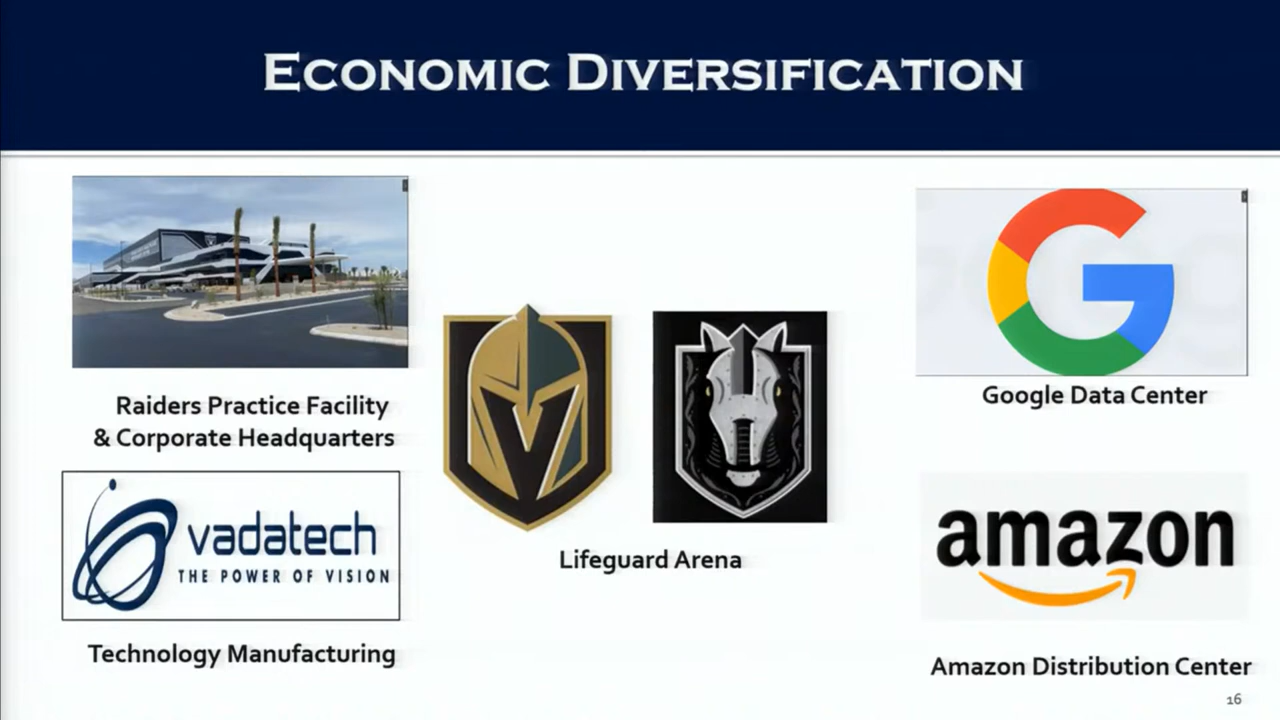 ECONOMIC DIVERSIFICATION
Raiders Practice Facility
& Corporate Headquarters
Google Data Center
Lifeguard Arena
vadatech
THE POWER OF VISION
amazon
Technology Manufacturing
Amazon Distribution Center
16